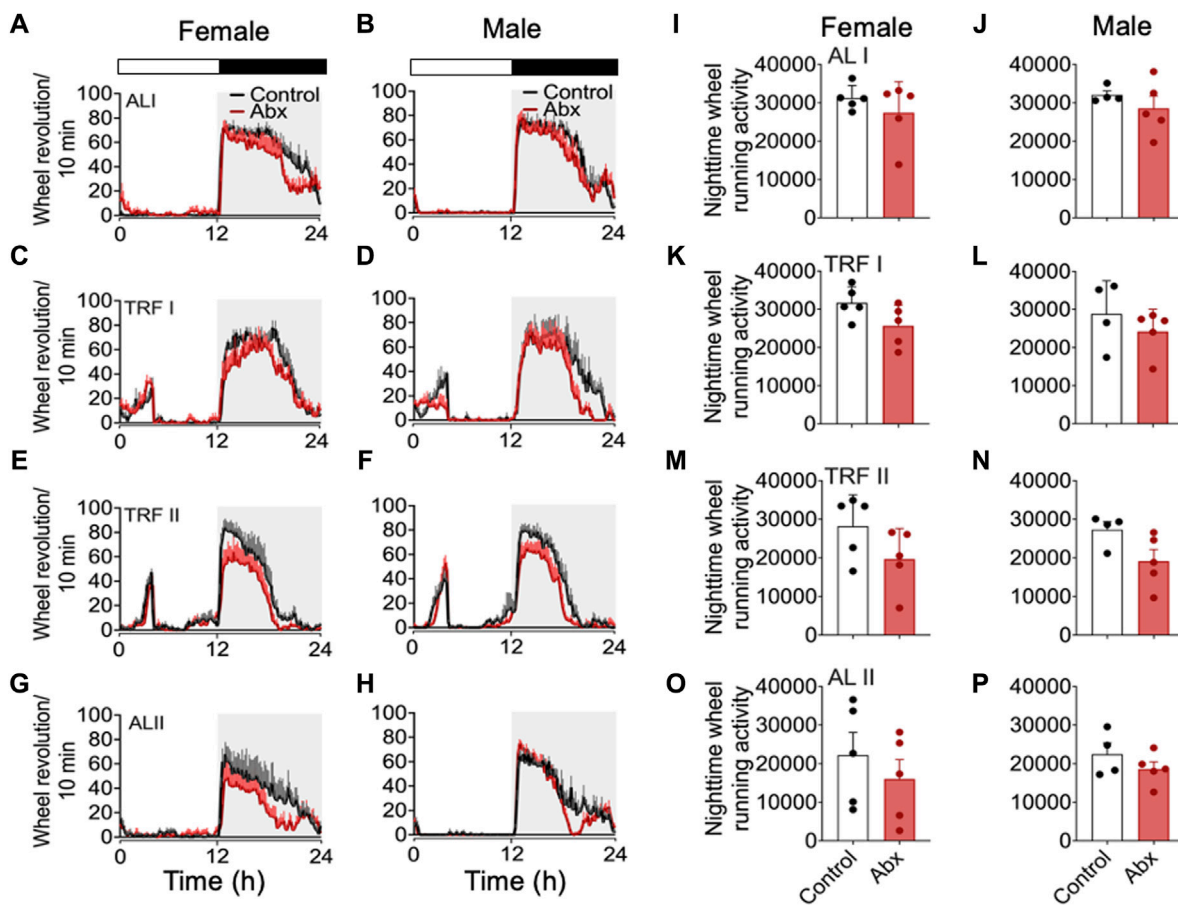 A B I J
Female Male Female Male
ALI
Control
Abx
Control
Abx
Wheel revolution/
10 min
100
80
60
40
20
0
0 12 24
100
80
60
40
20
0
0 12 24
AL I
Nighttime wheel
running activity
40000
30000
20000
10000
0
40000
30000
20000
10000
0
C D K L
TRF I
Wheel revolution/
10 min
100
80
60
40
20
0
0 12 24
100
80
60
40
20
0
0 12 24
TRF I
Nighttime wheel
running activity
40000
30000
20000
10000
0
40000
30000
20000
10000
0
E F M N
TRF II
Wheel revolution/
10 min
100
80
60
40
20
0
0 12 24
100
80
60
40
20
0
0 12 24
TRF II
Nighttime wheel
running activity
40000
30000
20000
10000
0
40000
30000
20000
10000
0
G H O P
ALII
Wheel revolution/
10 min
100
80
60
40
20
0
0 12 24
Time (h)
100
80
60
40
20
0
0 12 24
Time (h)
AL II
Nighttime wheel
running activity
40000
30000
20000
10000
0
Control Abx
40000
30000
20000
10000
0
Control Abx